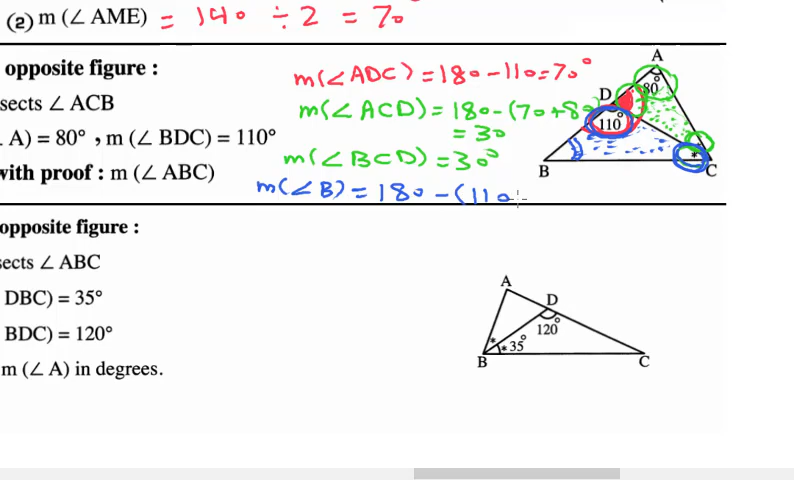 (2) m (∠ AME) = 140 ÷ 2 = 70
opposite figure :
sects ∠ ACB
A) = 80° , m (∠ BDC) = 110°
with proof : m (∠ ABC)
m(∠ADC) = 180 - 110 = 70°
m(∠ACD) = 180 - (70+80
= 30
m(∠BCD) = 30°
m(∠B) = 180 - (110
A
80°
D
110°
B
C
opposite figure :
sects ∠ ABC
DBC) = 35°
BDC) = 120°
m (∠ A) in degrees.
A
D
120°
* 
* 35°
B
C